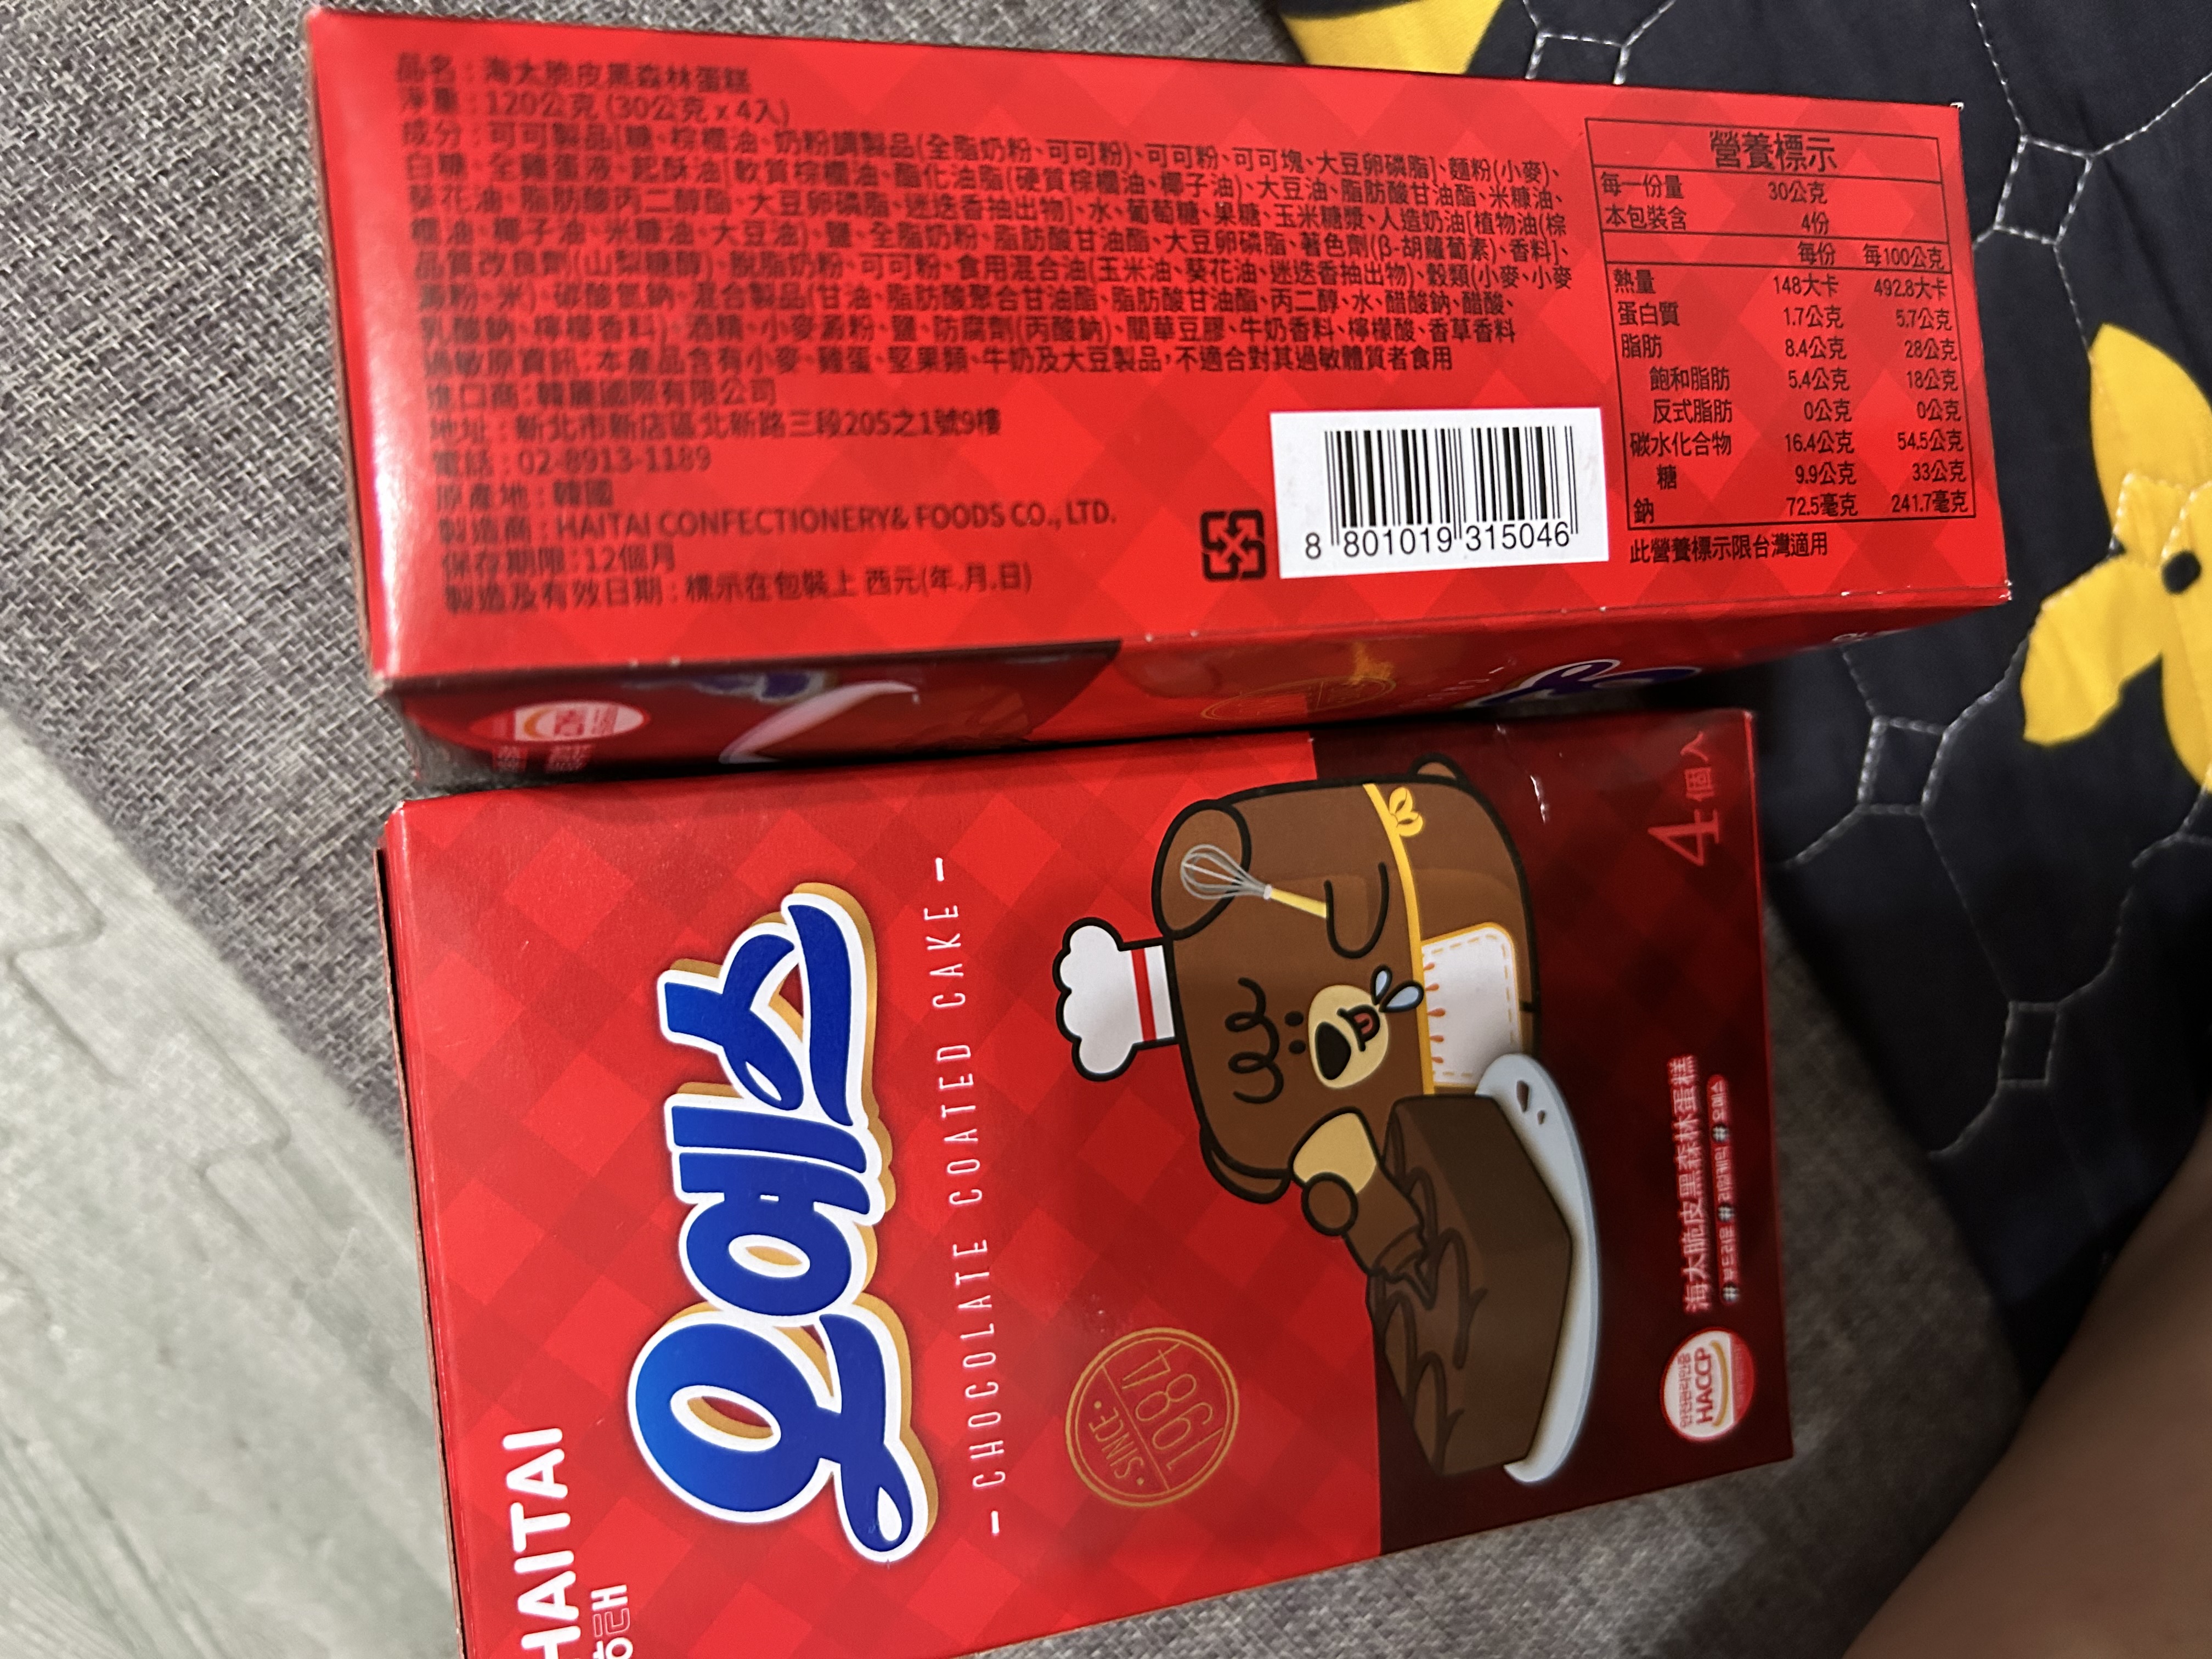 品名：海太脆皮黑森林蛋糕
淨量：120公克 (30公克 x 4入)
成分：可可製品[糖、棕櫚油、奶粉調製品(全脂奶粉、可可粉)、可可粉、可可塊、大豆卵磷脂]、麵粉(小麥)、
白糖、全雞蛋液、起酥油[軟質棕櫚油、酯化油脂(硬質棕櫚油、椰子油)、大豆油、脂肪酸甘油酯、米糠油、
葵花油、脂肪酸丙二醇酯、大豆卵磷脂、迷迭香抽出物]、水、葡萄糖、果糖、玉米糖漿、人造奶油[植物油(棕
櫚油、椰子油、米糠油、大豆油)、鹽、全脂奶粉、脂肪酸甘油酯、大豆卵磷脂、著色劑(β-胡蘿蔔素)、香料]、
品質改良劑(山梨糖醇)、脫脂奶粉、可可粉、食用混合油(玉米油、葵花油、迷迭香抽出物)、穀類(小麥、小麥
澱粉、米)、碳酸氫鈉、混合製品(甘油、脂肪酸聚合甘油酯、脂肪酸甘油酯、丙二醇、水、醋酸鈉、醋酸、
乳酸鈉、檸檬香料)、酒精、小麥澱粉、鹽、防腐劑(丙酸鈉)、關華豆膠、牛奶香料、檸檬酸、香草香料
過敏原資訊：本產品含有小麥、雞蛋、堅果類、牛奶及大豆製品，不適合對其過敏體質者食用
進口商：韓麗國際有限公司
地址：新北市新店區北新路三段205之1號9樓
電話：02-8913-1189
原產地：韓國
製造商：HAITAI CONFECTIONERY& FOODS CO., LTD.
保存期限：12個月
製造及有效日期：標示在包裝上 西元(年.月.日)
8 801019 315046
營養標示
每一份量 30公克
本包裝含 4份
每份 每100公克
熱量 148大卡 492.8大卡
蛋白質 1.7公克 5.7公克
脂肪 8.4公克 28公克
飽和脂肪 5.4公克 18公克
反式脂肪 0公克 0公克
碳水化合物 16.4公克 54.5公克
糖 9.9公克 33公克
鈉 72.5毫克 241.7毫克
此營養標示限台灣適用
HAITAI
해태
오예스
- CHOCOLATE COATED CAKE -
SINCE
1984
안전관리인증
HACCP
海太脆皮黑森林蛋糕
#부드러운 #리얼케익 #오예스
4個入